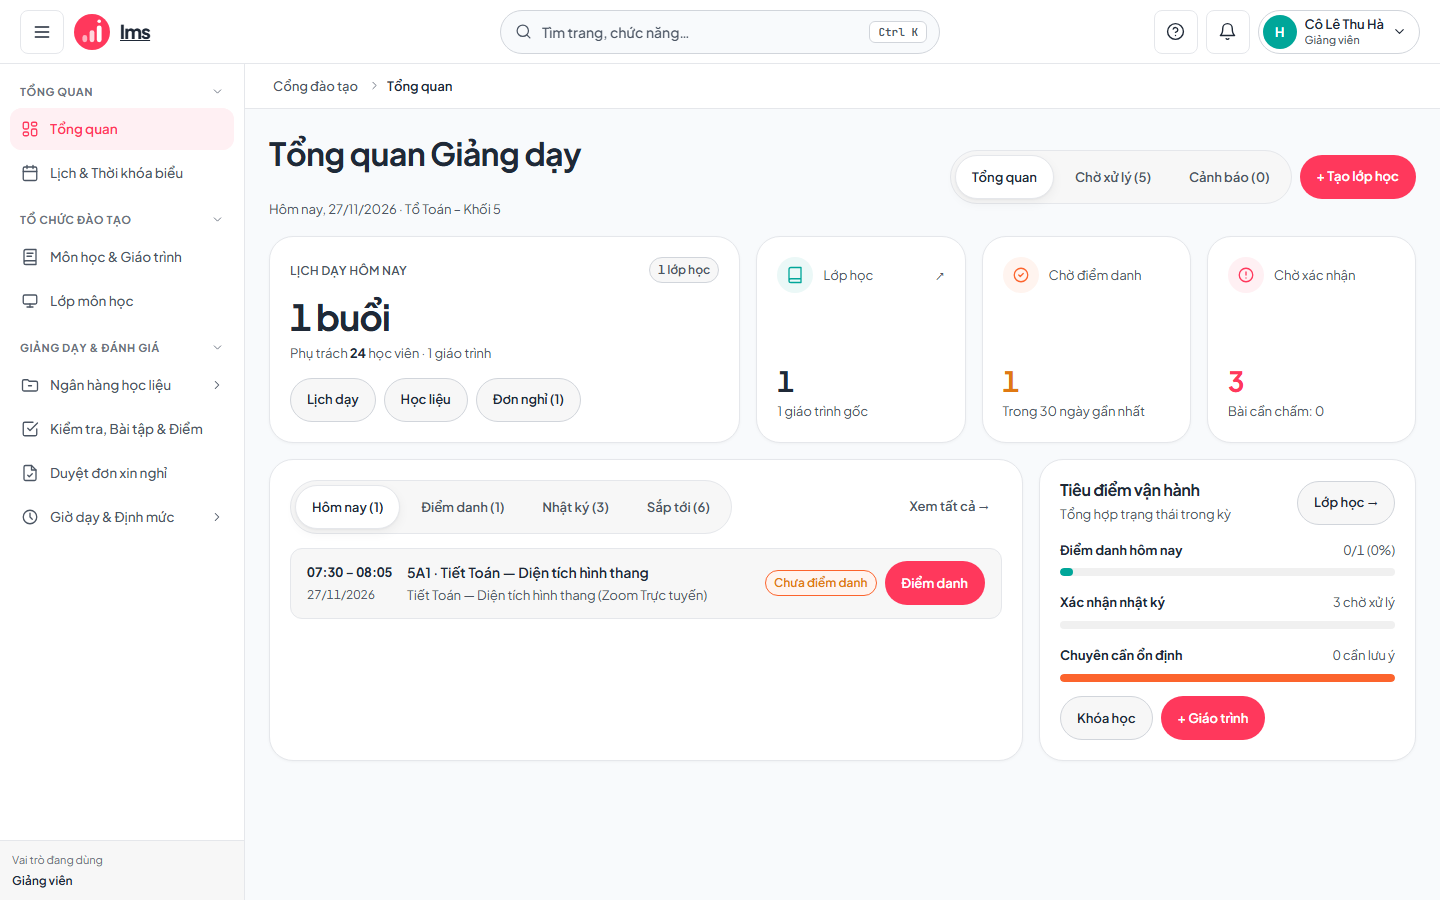 lms
Tìm trang, chức năng...
Ctrl K
H
Cô Lê Thu Hà
Giảng viên
TỔNG QUAN
Tổng quan
Lịch & Thời khóa biểu
TỔ CHỨC ĐÀO TẠO
Môn học & Giáo trình
Lớp môn học
GIẢNG DẠY & ĐÁNH GIÁ
Ngân hàng học liệu
Kiểm tra, Bài tập & Điểm
Duyệt đơn xin nghỉ
Giờ dạy & Định mức
Vai trò đang dùng
Giảng viên
Cổng đào tạo > Tổng quan
Tổng quan Giảng dạy
Hôm nay, 27/11/2026 · Tổ Toán – Khối 5
Tổng quan
Chờ xử lý (5)
Cảnh báo (0)
+ Tạo lớp học
LỊCH DẠY HÔM NAY
1 lớp học
1 buổi
Phụ trách 24 học viên · 1 giáo trình
Lịch dạy
Học liệu
Đơn nghỉ (1)
Lớp học ↗
1
1 giáo trình gốc
Chờ điểm danh
1
Trong 30 ngày gần nhất
Chờ xác nhận
3
Bài cần chấm: 0
Hôm nay (1)
Điểm danh (1)
Nhật ký (3)
Sắp tới (6)
Xem tất cả →
07:30 – 08:05
27/11/2026
5A1 · Tiết Toán — Diện tích hình thang
Tiết Toán — Diện tích hình thang (Zoom Trực tuyến)
Chưa điểm danh
Điểm danh
Tiêu điểm vận hành
Tổng hợp trạng thái trong kỳ
Lớp học →
Điểm danh hôm nay
0/1 (0%)
Xác nhận nhật ký
3 chờ xử lý
Chuyên cần ổn định
0 cần lưu ý
Khóa học
+ Giáo trình